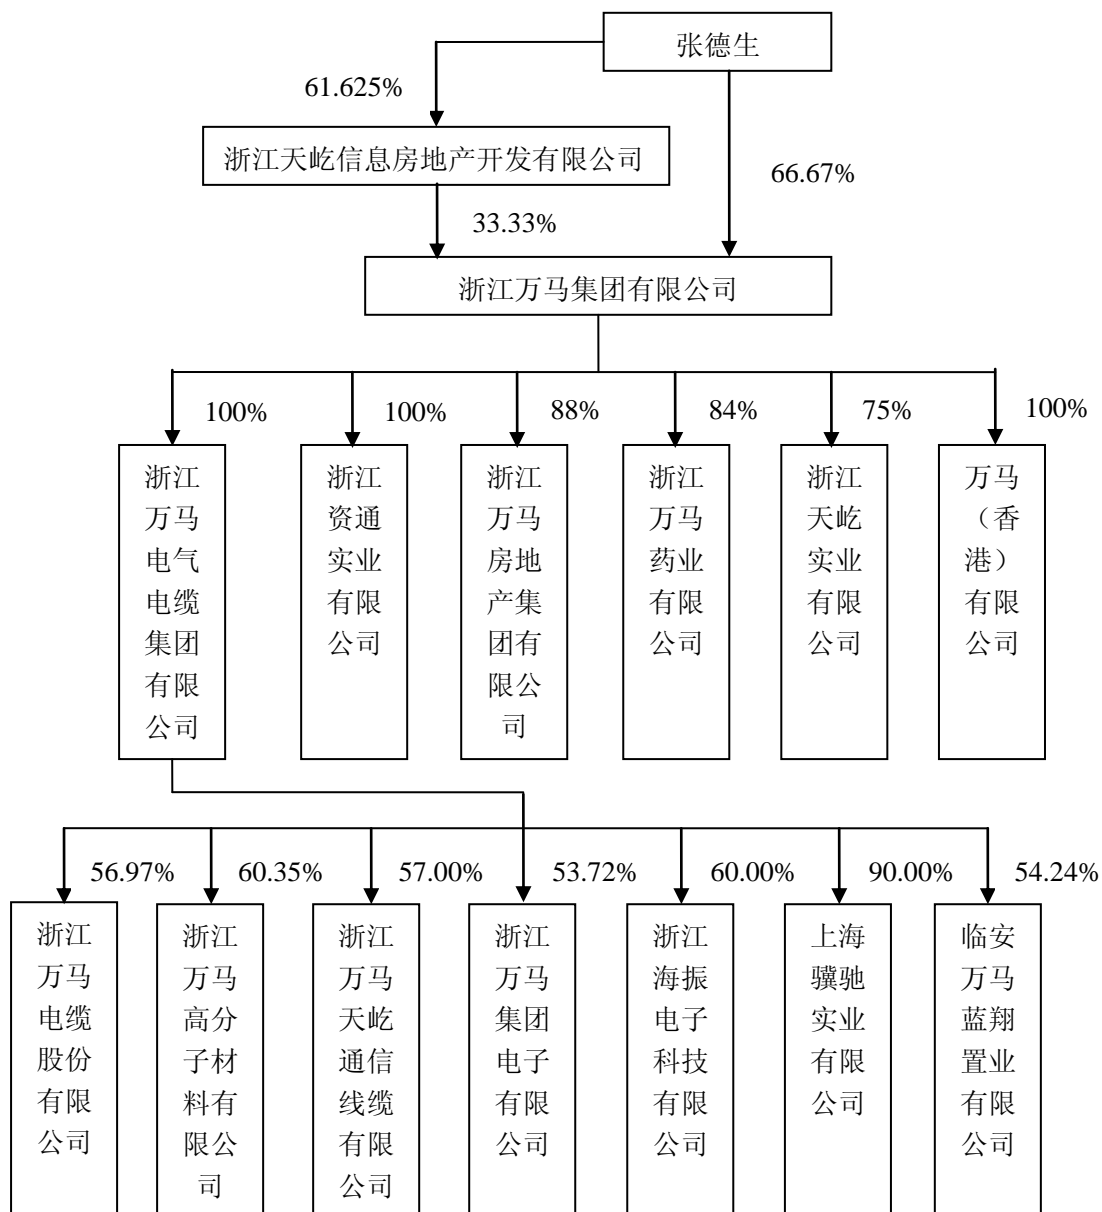 张德生
61.625%
浙江天屹信息房地产开发有限公司
66.67%
33.33%
浙江万马集团有限公司
100%
100%
88%
84%
75%
100%
浙江
万马
电气
电缆
集团
有限
公司
浙江
资通
实业
有限
公司
浙江
万马
房地
产集
团有
限公
司
浙江
万马
药业
有限
公司
浙江
天屹
实业
有限
公司
万马
（香
港）
有限
公司
56.97%
60.35%
57.00%
53.72%
60.00%
90.00%
54.24%
浙江
万马
电缆
股份
有限
公司
浙江
万马
高分
子材
料有
限公
司
浙江
万马
天屹
通信
线缆
有限
公司
浙江
万马
集团
电子
有限
公司
浙江
海振
电子
科技
有限
公司
上海
骥驰
实业
有限
公司
临安
万马
蓝翔
置业
有限
公司